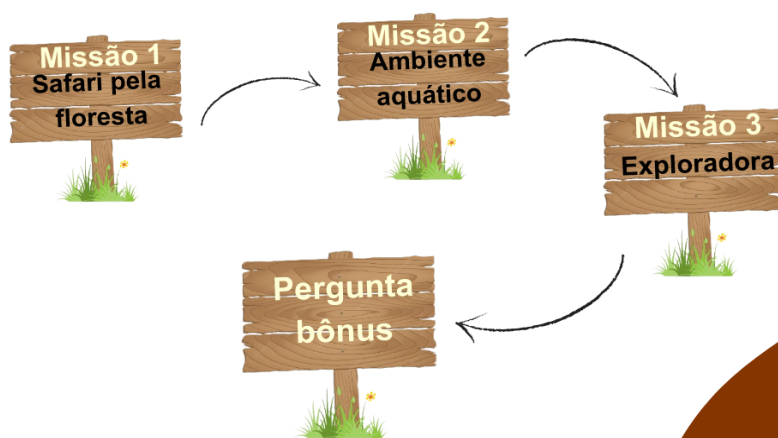 Missão 1
Safari pela
floresta
Missão 2
Ambiente
aquático
Missão 3
Exploradora
Pergunta
bônus